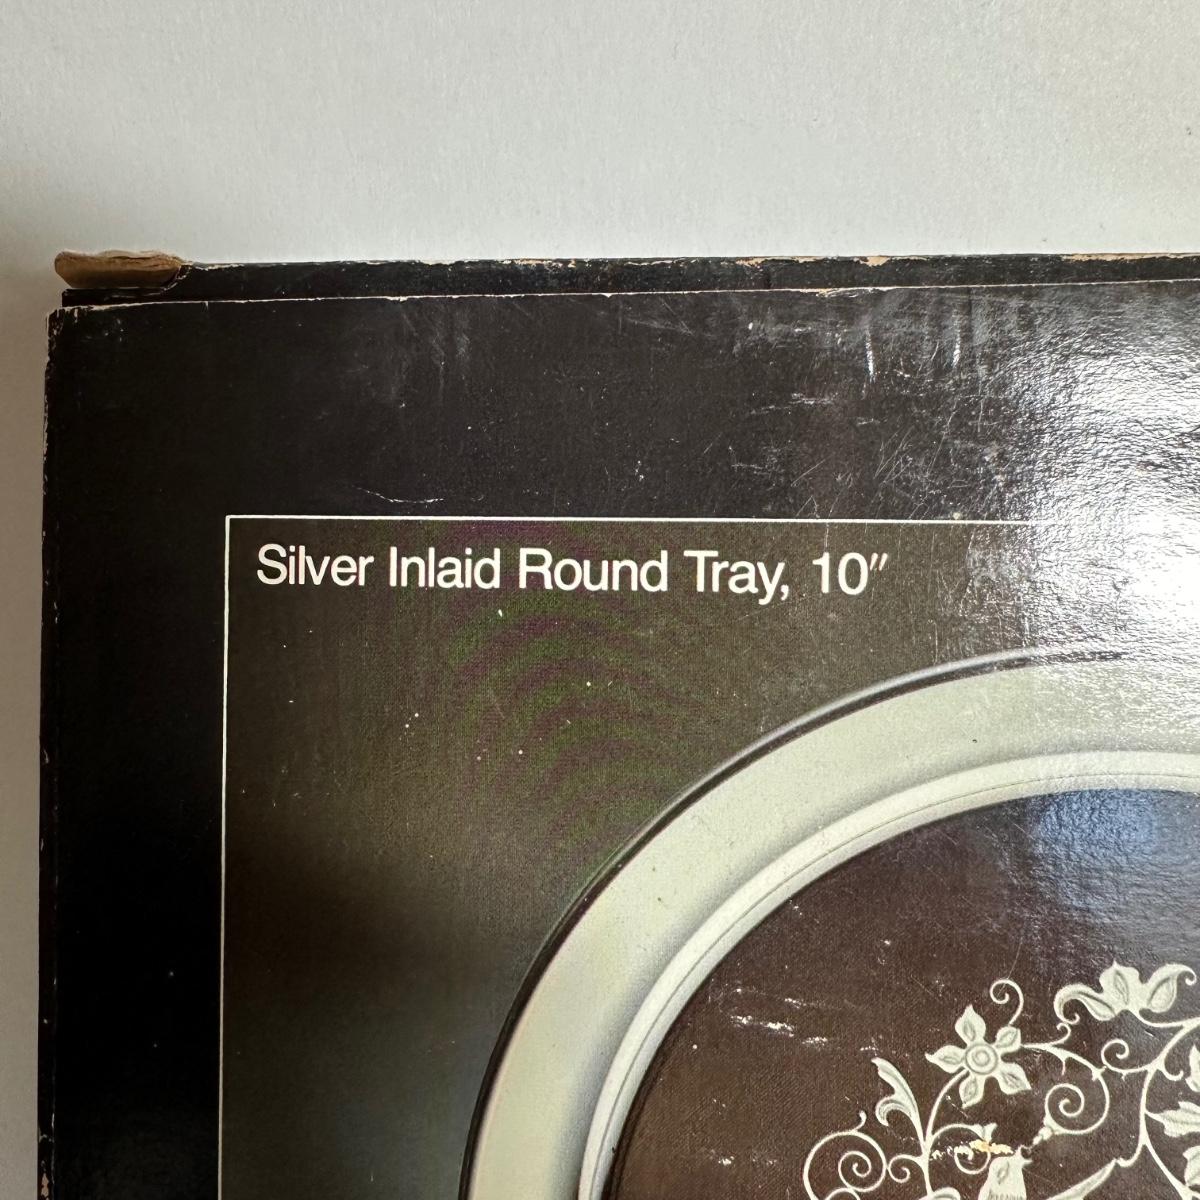 Silver Inlaid Round Tray, 10″